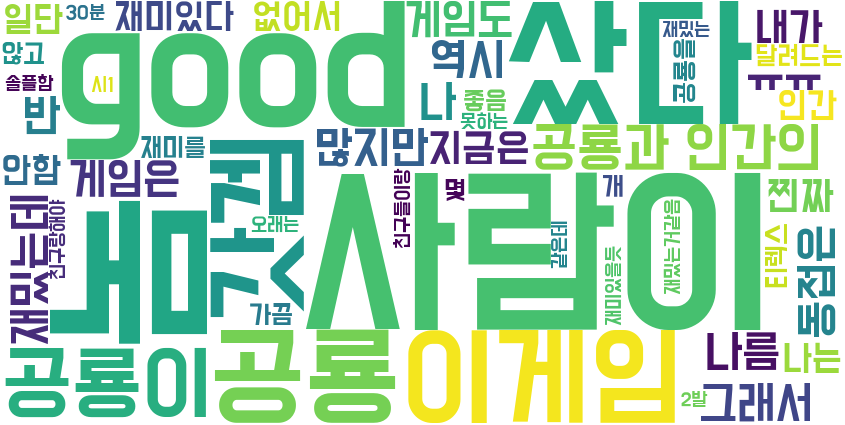 일단
30분
재미있다
없어서
게임도
샀다
재밌는
내가
않고
good
역시
공룡을
달려드는
솔플함
시1
ㅠㅠ
반
나
좋음
못하는
인간
재미를
많지만
지금은
공룡과 인간의
안함
게임은
갓겜
사람이
친구들이랑
몇
개
찐짜
재밌는데
친구랑해야
오래는
같은데
재미있을듯
재밌는거같음
티렉스
동접은
가끔
공룡이
공룡
이게임
나름
나는
2발
그래서